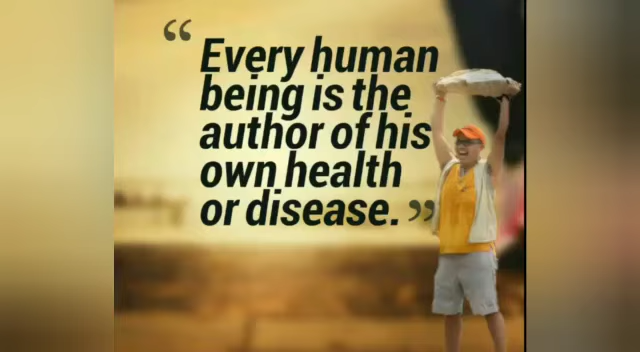 “ Every human
being is the
author of his
own health
or disease. ”